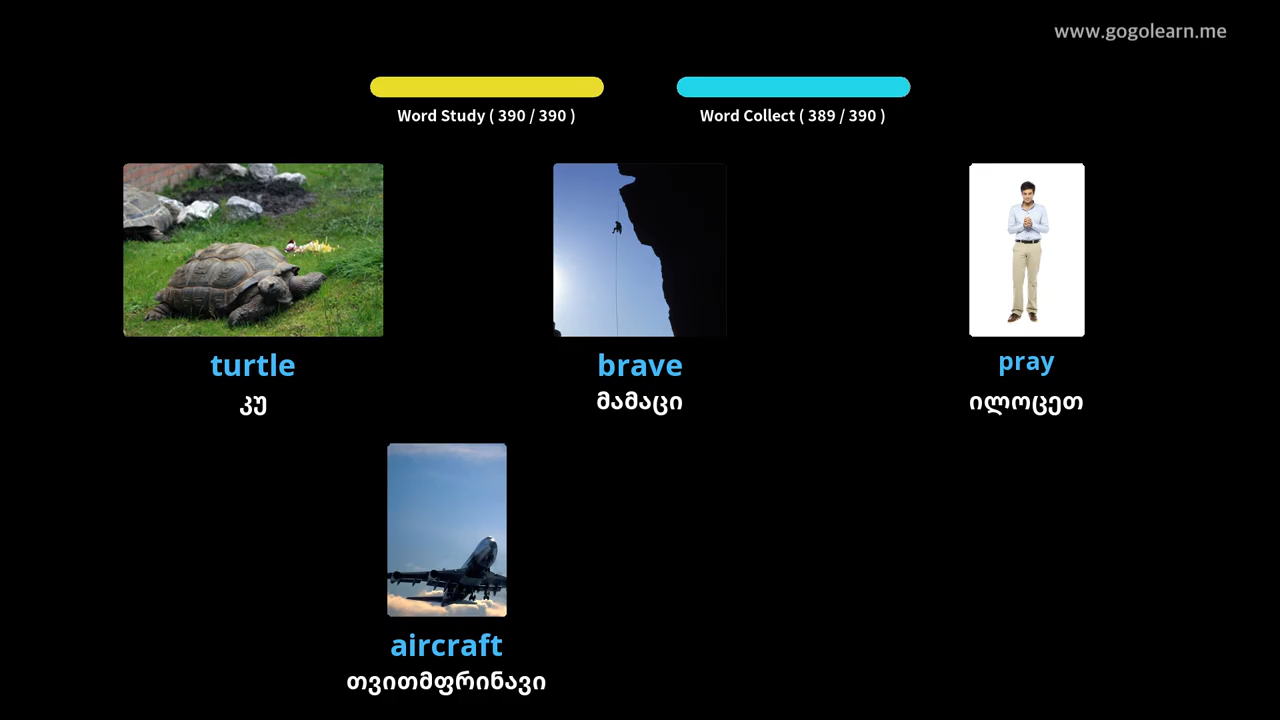 www.gogolearn.me
Word Study ( 390 / 390 )
Word Collect ( 389 / 390 )
turtle
კუ
brave
მამაცი
pray
ილოცეთ
aircraft
თვითმფრინავი